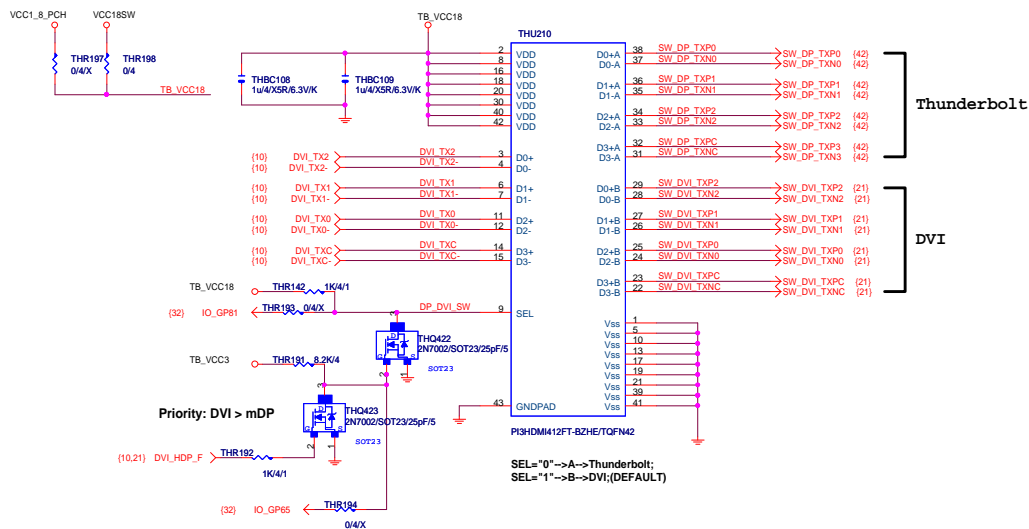 VCC1_8_PCH
VCC18SW
TB_VCC18
THR197
0/4/X
THR198
0/4
TB_VCC18
THBC108
1u/4/X5R/6.3V/K
THBC109
1u/4/X5R/6.3V/K
THU210
2 VDD
8 VDD
16 VDD
18 VDD
20 VDD
30 VDD
40 VDD
42 VDD
D0+A 38 SW_DP_TXP0 SW_DP_TXP0 {42}
D0-A 37 SW_DP_TXN0 SW_DP_TXN0 {42}
D1+A 36 SW_DP_TXP1 SW_DP_TXP1 {42}
D1-A 35 SW_DP_TXN1 SW_DP_TXN1 {42}
D2+A 34 SW_DP_TXP2 SW_DP_TXP2 {42}
D2-A 33 SW_DP_TXN2 SW_DP_TXN2 {42}
D3+A 32 SW_DP_TXPC SW_DP_TXP3 {42}
D3-A 31 SW_DP_TXNC SW_DP_TXN3 {42}
Thunderbolt
{10} DVI_TX2 DVI_TX2 3 D0+
{10} DVI_TX2- DVI_TX2- 4 D0-
{10} DVI_TX1 DVI_TX1 6 D1+
{10} DVI_TX1- DVI_TX1- 7 D1-
{10} DVI_TX0 DVI_TX0 11 D2+
{10} DVI_TX0- DVI_TX0- 12 D2-
{10} DVI_TXC DVI_TXC 14 D3+
{10} DVI_TXC- DVI_TXC- 15 D3-
D0+B 29 SW_DVI_TXP2 SW_DVI_TXP2 {21}
D0-B 28 SW_DVI_TXN2 SW_DVI_TXN2 {21}
D1+B 27 SW_DVI_TXP1 SW_DVI_TXP1 {21}
D1-B 26 SW_DVI_TXN1 SW_DVI_TXN1 {21}
D2+B 25 SW_DVI_TXP0 SW_DVI_TXP0 {21}
D2-B 24 SW_DVI_TXN0 SW_DVI_TXN0 {21}
D3+B 23 SW_DVI_TXPC SW_DVI_TXPC {21}
D3-B 22 SW_DVI_TXNC SW_DVI_TXNC {21}
DVI
TB_VCC18 THR142 1K/4/1
{32} IO_GP81 THR193 0/4/X DP_DVI_SW 9 SEL
3
D
G
S
2
1
THQ422
2N7002/SOT23/25pF/5
SOT23
TB_VCC3 THR191 8.2K/4
3
D
G
S
2
1
THQ423
2N7002/SOT23/25pF/5
SOT23
Priority: DVI > mDP
{10,21} DVI_HDP_F THR192
1K/4/1
{32} IO_GP65 THR194
0/4/X
Vss 1
Vss 5
Vss 10
Vss 13
Vss 17
Vss 19
Vss 21
Vss 39
Vss 41
43 GNDPAD
PI3HDMI412FT-BZHE/TQFN42
SEL="0"-->A-->Thunderbolt;
SEL="1"-->B-->DVI;(DEFAULT)